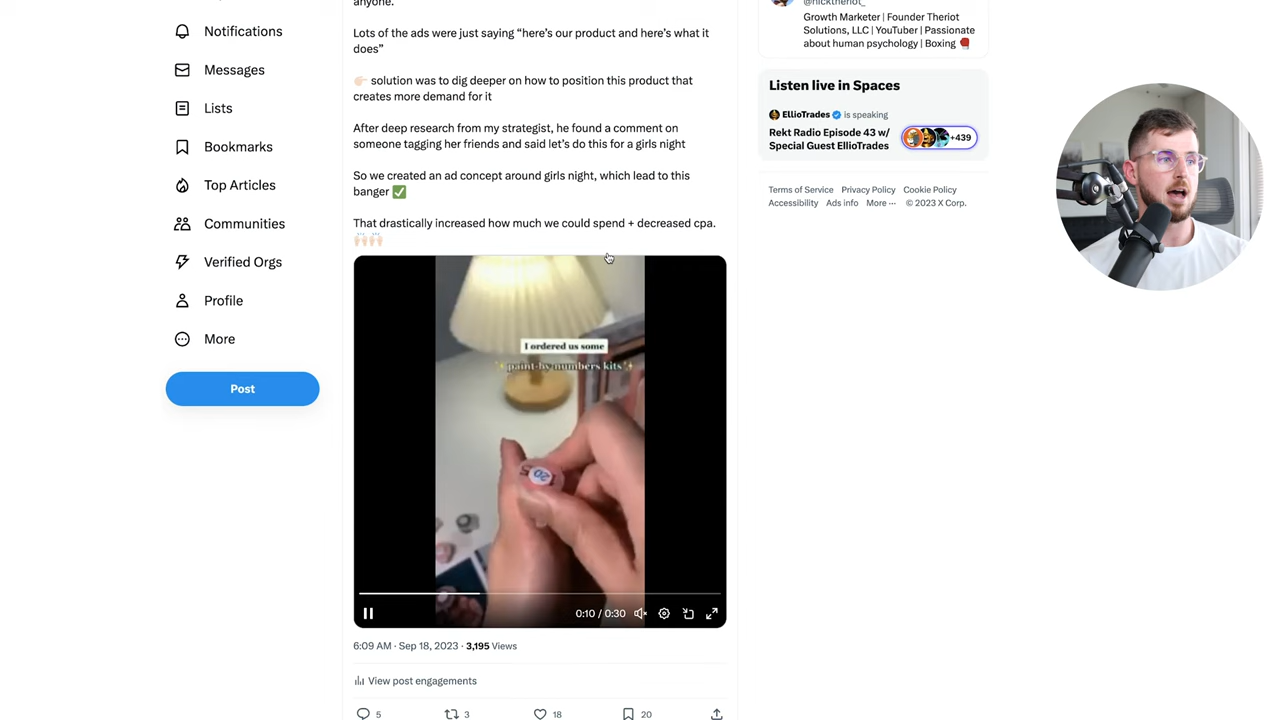 Notifications
Messages
Lists
Bookmarks
Top Articles
Communities
Verified Orgs
Profile
More
Post
anyone.
Lots of the ads were just saying “here’s our product and here’s what it
does”
👉🏻 solution was to dig deeper on how to position this product that
creates more demand for it
After deep research from my strategist, he found a comment on
someone tagging her friends and said let’s do this for a girls night
So we created an ad concept around girls night, which lead to this
banger ✅
That drastically increased how much we could spend + decreased cpa.
🙌🏻🙌🏻
I ordered us some
✨paint-by numbers kits✨
20
0:10 / 0:30
6:09 AM · Sep 18, 2023 · 3,195 Views
View post engagements
5
3
18
20
@nicktheriot_
Growth Marketer | Founder Theriot
Solutions, LLC | YouTuber | Passionate
about human psychology | Boxing 🥊
Listen live in Spaces
EllioTrades is speaking
Rekt Radio Episode 43 w/
Special Guest EllioTrades
+439
Terms of Service Privacy Policy Cookie Policy
Accessibility Ads info More ··· © 2023 X Corp.